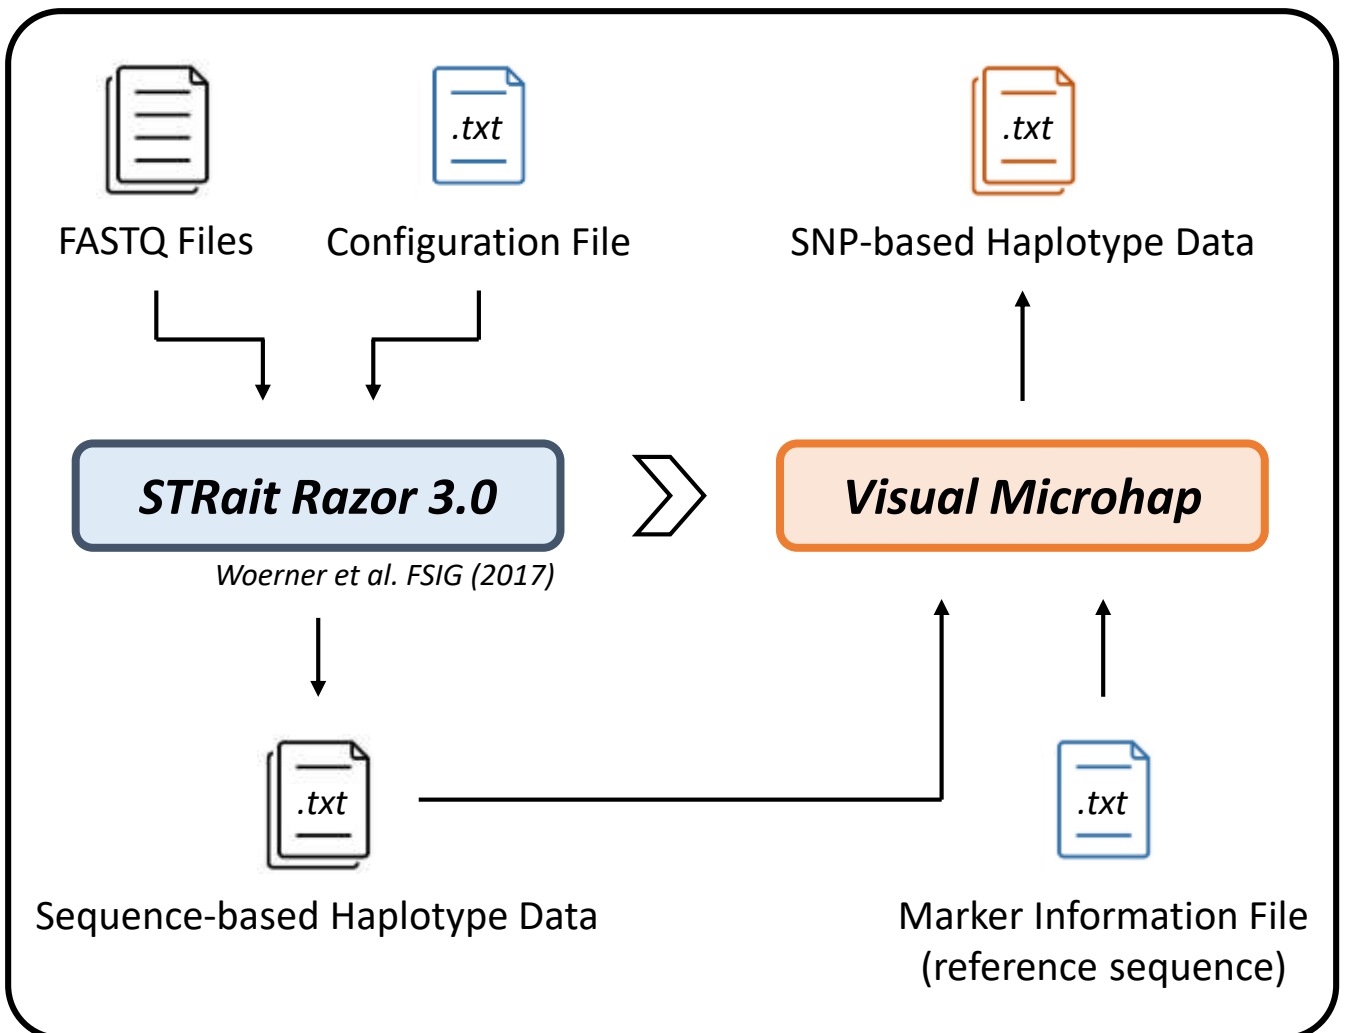 .txt
.txt
FASTQ Files
Configuration File
SNP-based Haplotype Data
STRait Razor 3.0
Visual Microhap
Woerner et al. FSIG (2017)
.txt
.txt
Sequence-based Haplotype Data
Marker Information File
(reference sequence)